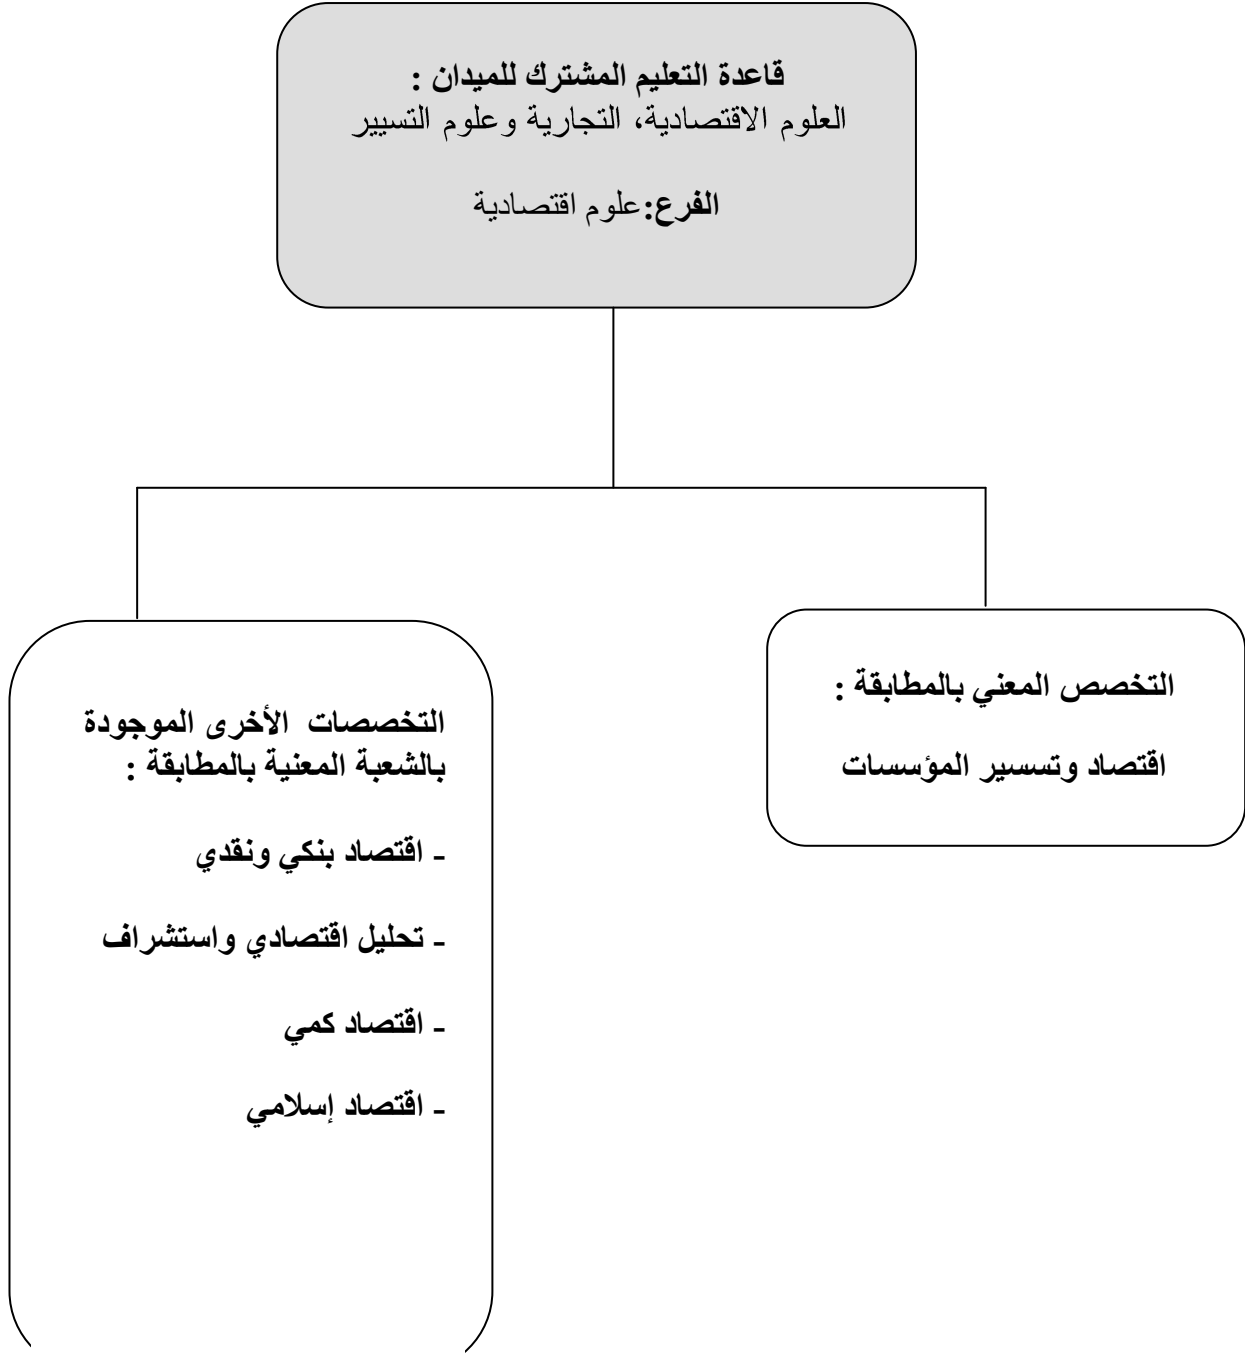 قاعدة التعليم المشترك للميدان :
العلوم الاقتصادية، التجارية وعلوم التسيير
الفرع:علوم اقتصادية
التخصص المعني بالمطابقة :
اقتصاد وتسسير المؤسسات
التخصصات الأخرى الموجودة
بالشعبة المعنية بالمطابقة :
- اقتصاد بنكي ونقدي
- تحليل اقتصادي واستشراف
- اقتصاد كمي
- اقتصاد إسلامي